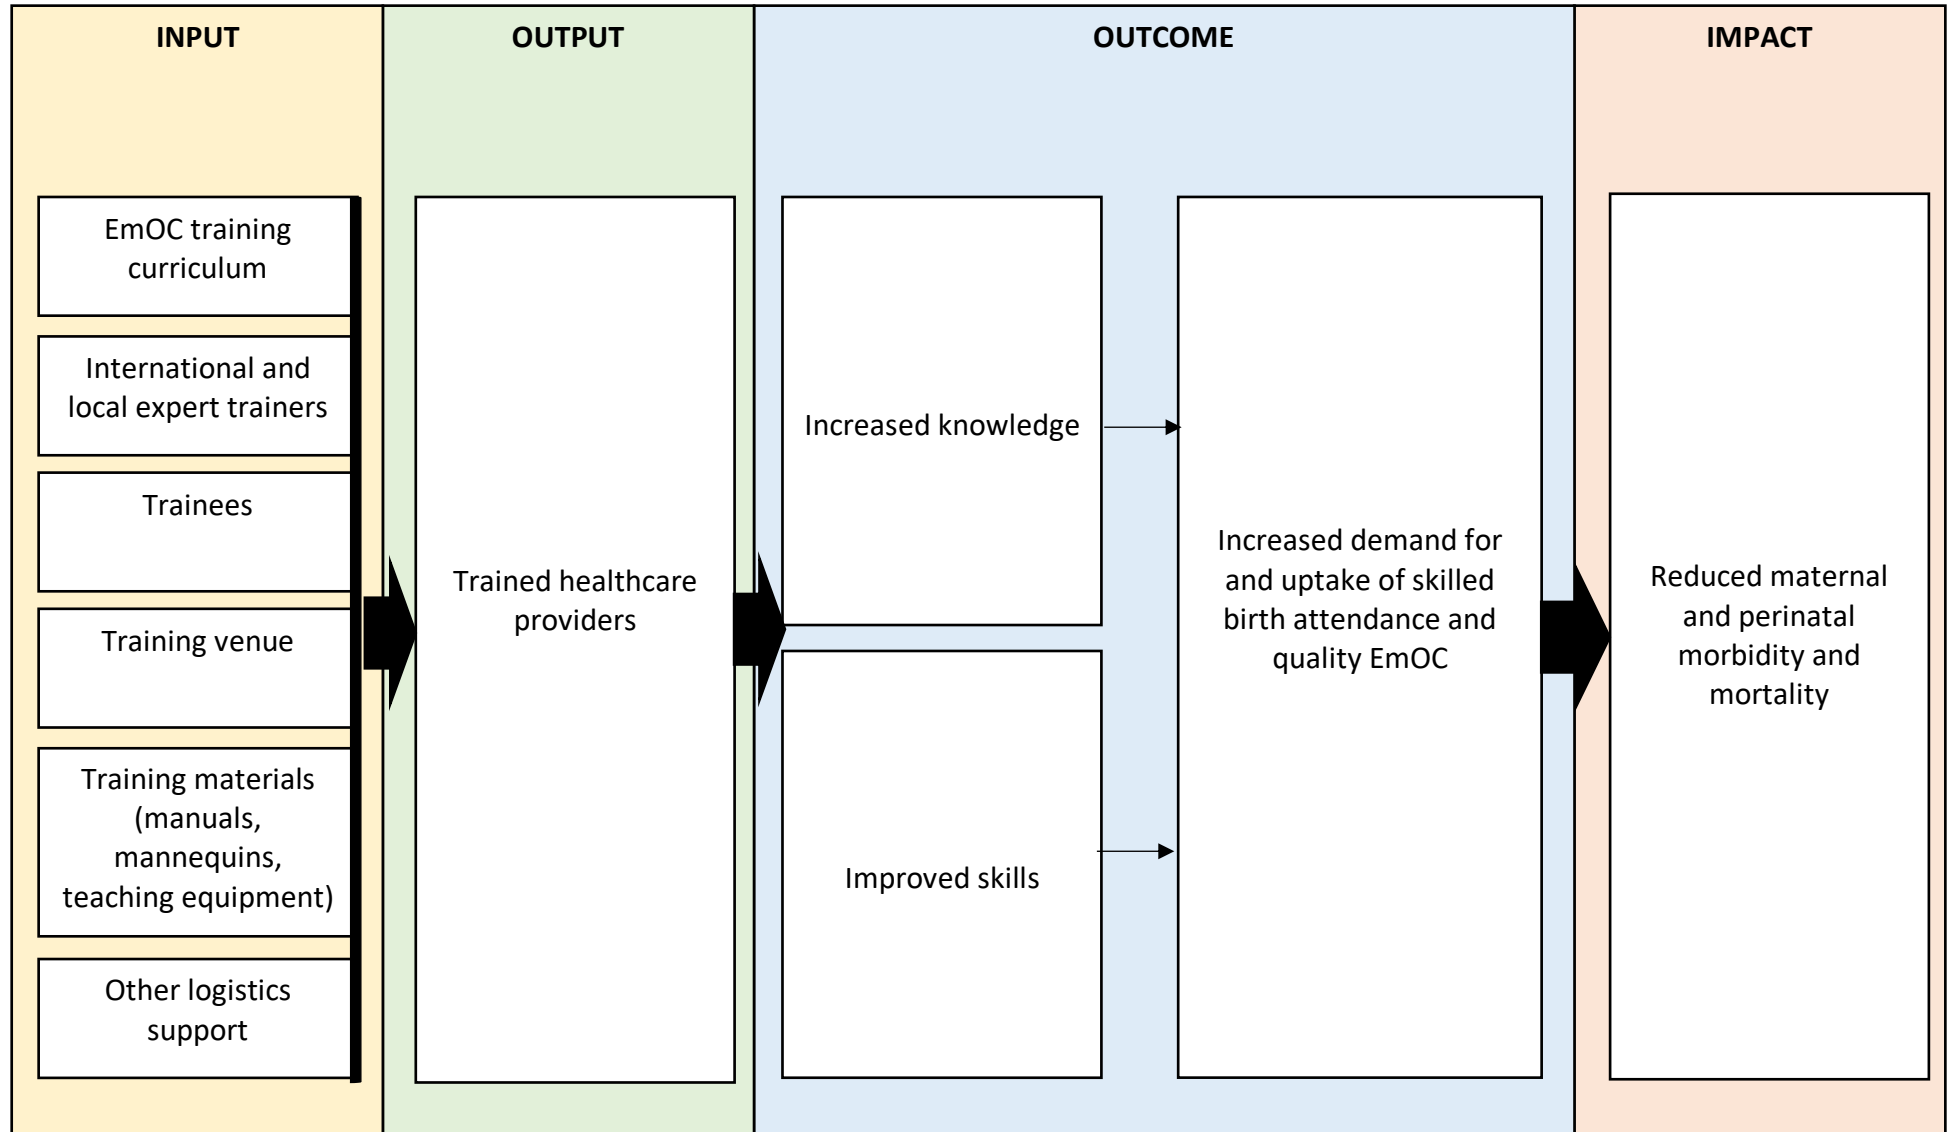 INPUT
OUTPUT
OUTCOME
IMPACT
EmOC training
curriculum
International and
local expert trainers
Trainees
Training venue
Training materials
(manuals,
mannequins,
teaching equipment)
Other logistics
support
Trained healthcare
providers
Increased knowledge
Improved skills
Increased demand for
and uptake of skilled
birth attendance and
quality EmOC
Reduced maternal
and perinatal
morbidity and
mortality